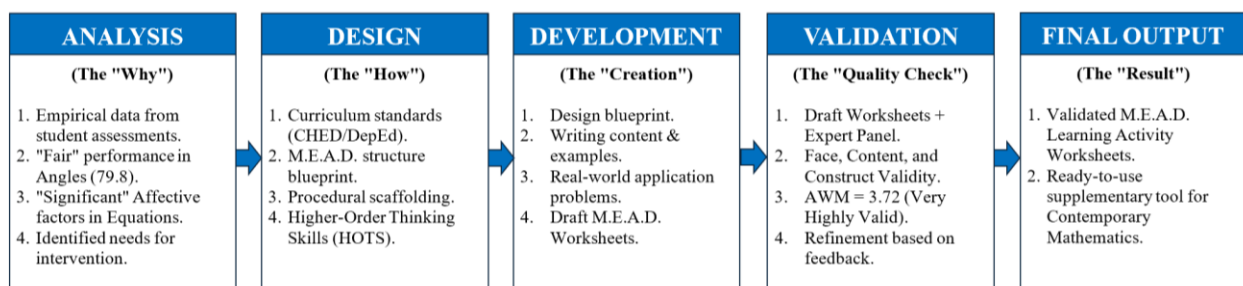 ANALYSIS
(The "Why")
1. Empirical data from
student assessments.
2. "Fair" performance in
Angles (79.8).
3. "Significant" Affective
factors in Equations.
4. Identified needs for
intervention.
DESIGN
(The "How")
1. Curriculum standards
(CHED/DepEd).
2. M.E.A.D. structure
blueprint.
3. Procedural scaffolding.
4. Higher-Order Thinking
Skills (HOTS).
DEVELOPMENT
(The "Creation")
1. Design blueprint.
2. Writing content &
examples.
3. Real-world application
problems.
4. Draft M.E.A.D.
Worksheets.
VALIDATION
(The "Quality Check")
1. Draft Worksheets +
Expert Panel.
2. Face, Content, and
Construct Validity.
3. AWM = 3.72 (Very
Highly Valid).
4. Refinement based on
feedback.
FINAL OUTPUT
(The "Result")
1. Validated M.E.A.D.
Learning Activity
Worksheets.
2. Ready-to-use
supplementary tool for
Contemporary
Mathematics.